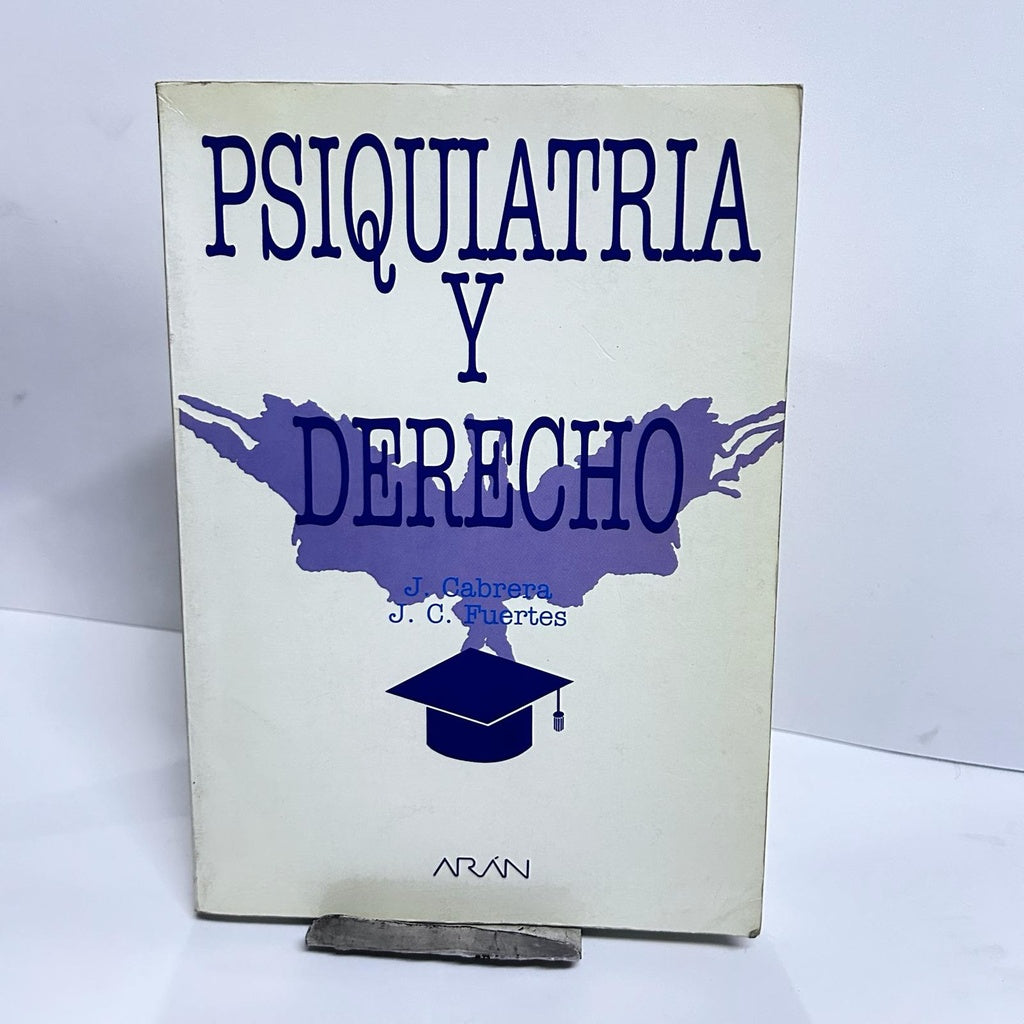 PSIQUIATRIA
Y
DERECHO
J. Cabrera
J. C. Fuertes
ARÁN